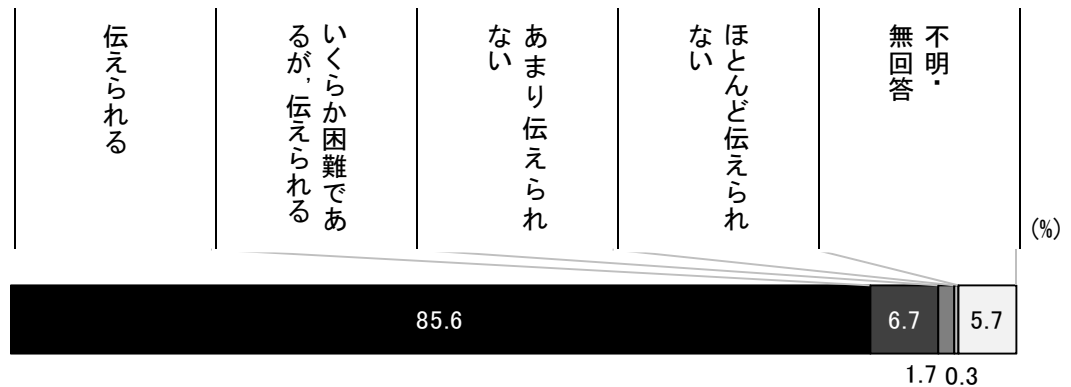 伝えられる
いくらか困難であ
るが，伝えられる
あまり伝えられ
ない
ほとんど伝えられ
ない
不明・
無回答
(%)
85.6
6.7
5.7
1.7
0.3